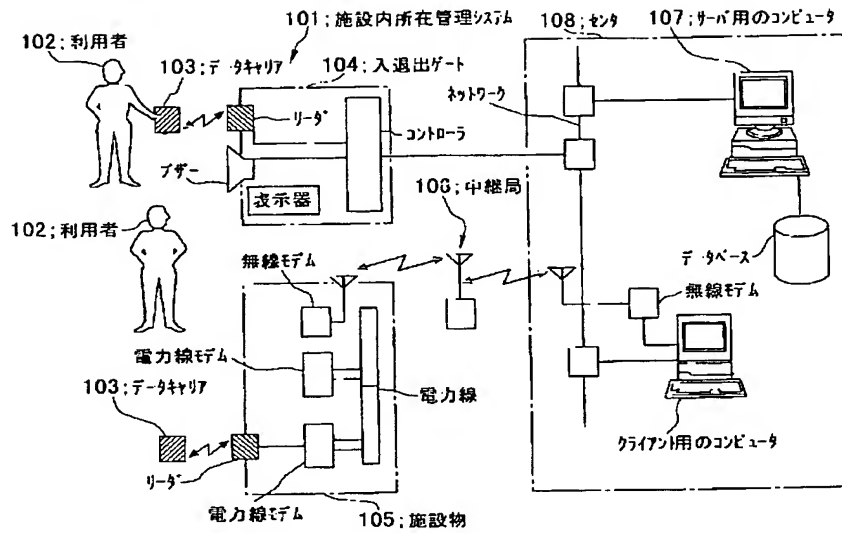 101;施設内所在管理システム
102;利用者
103;データキャリア
104;入退出ゲート
リーダ
コントローラ
ブザー
表示器
108;センタ
107;サーバ用のコンピュータ
ネットワーク
データベース
102;利用者
106;中継局
無線モデム
無線モデム
電力線モデム
電力線
103;データキャリア
リーダ
電力線モデム
105;施設物
クライアント用のコンピュータ